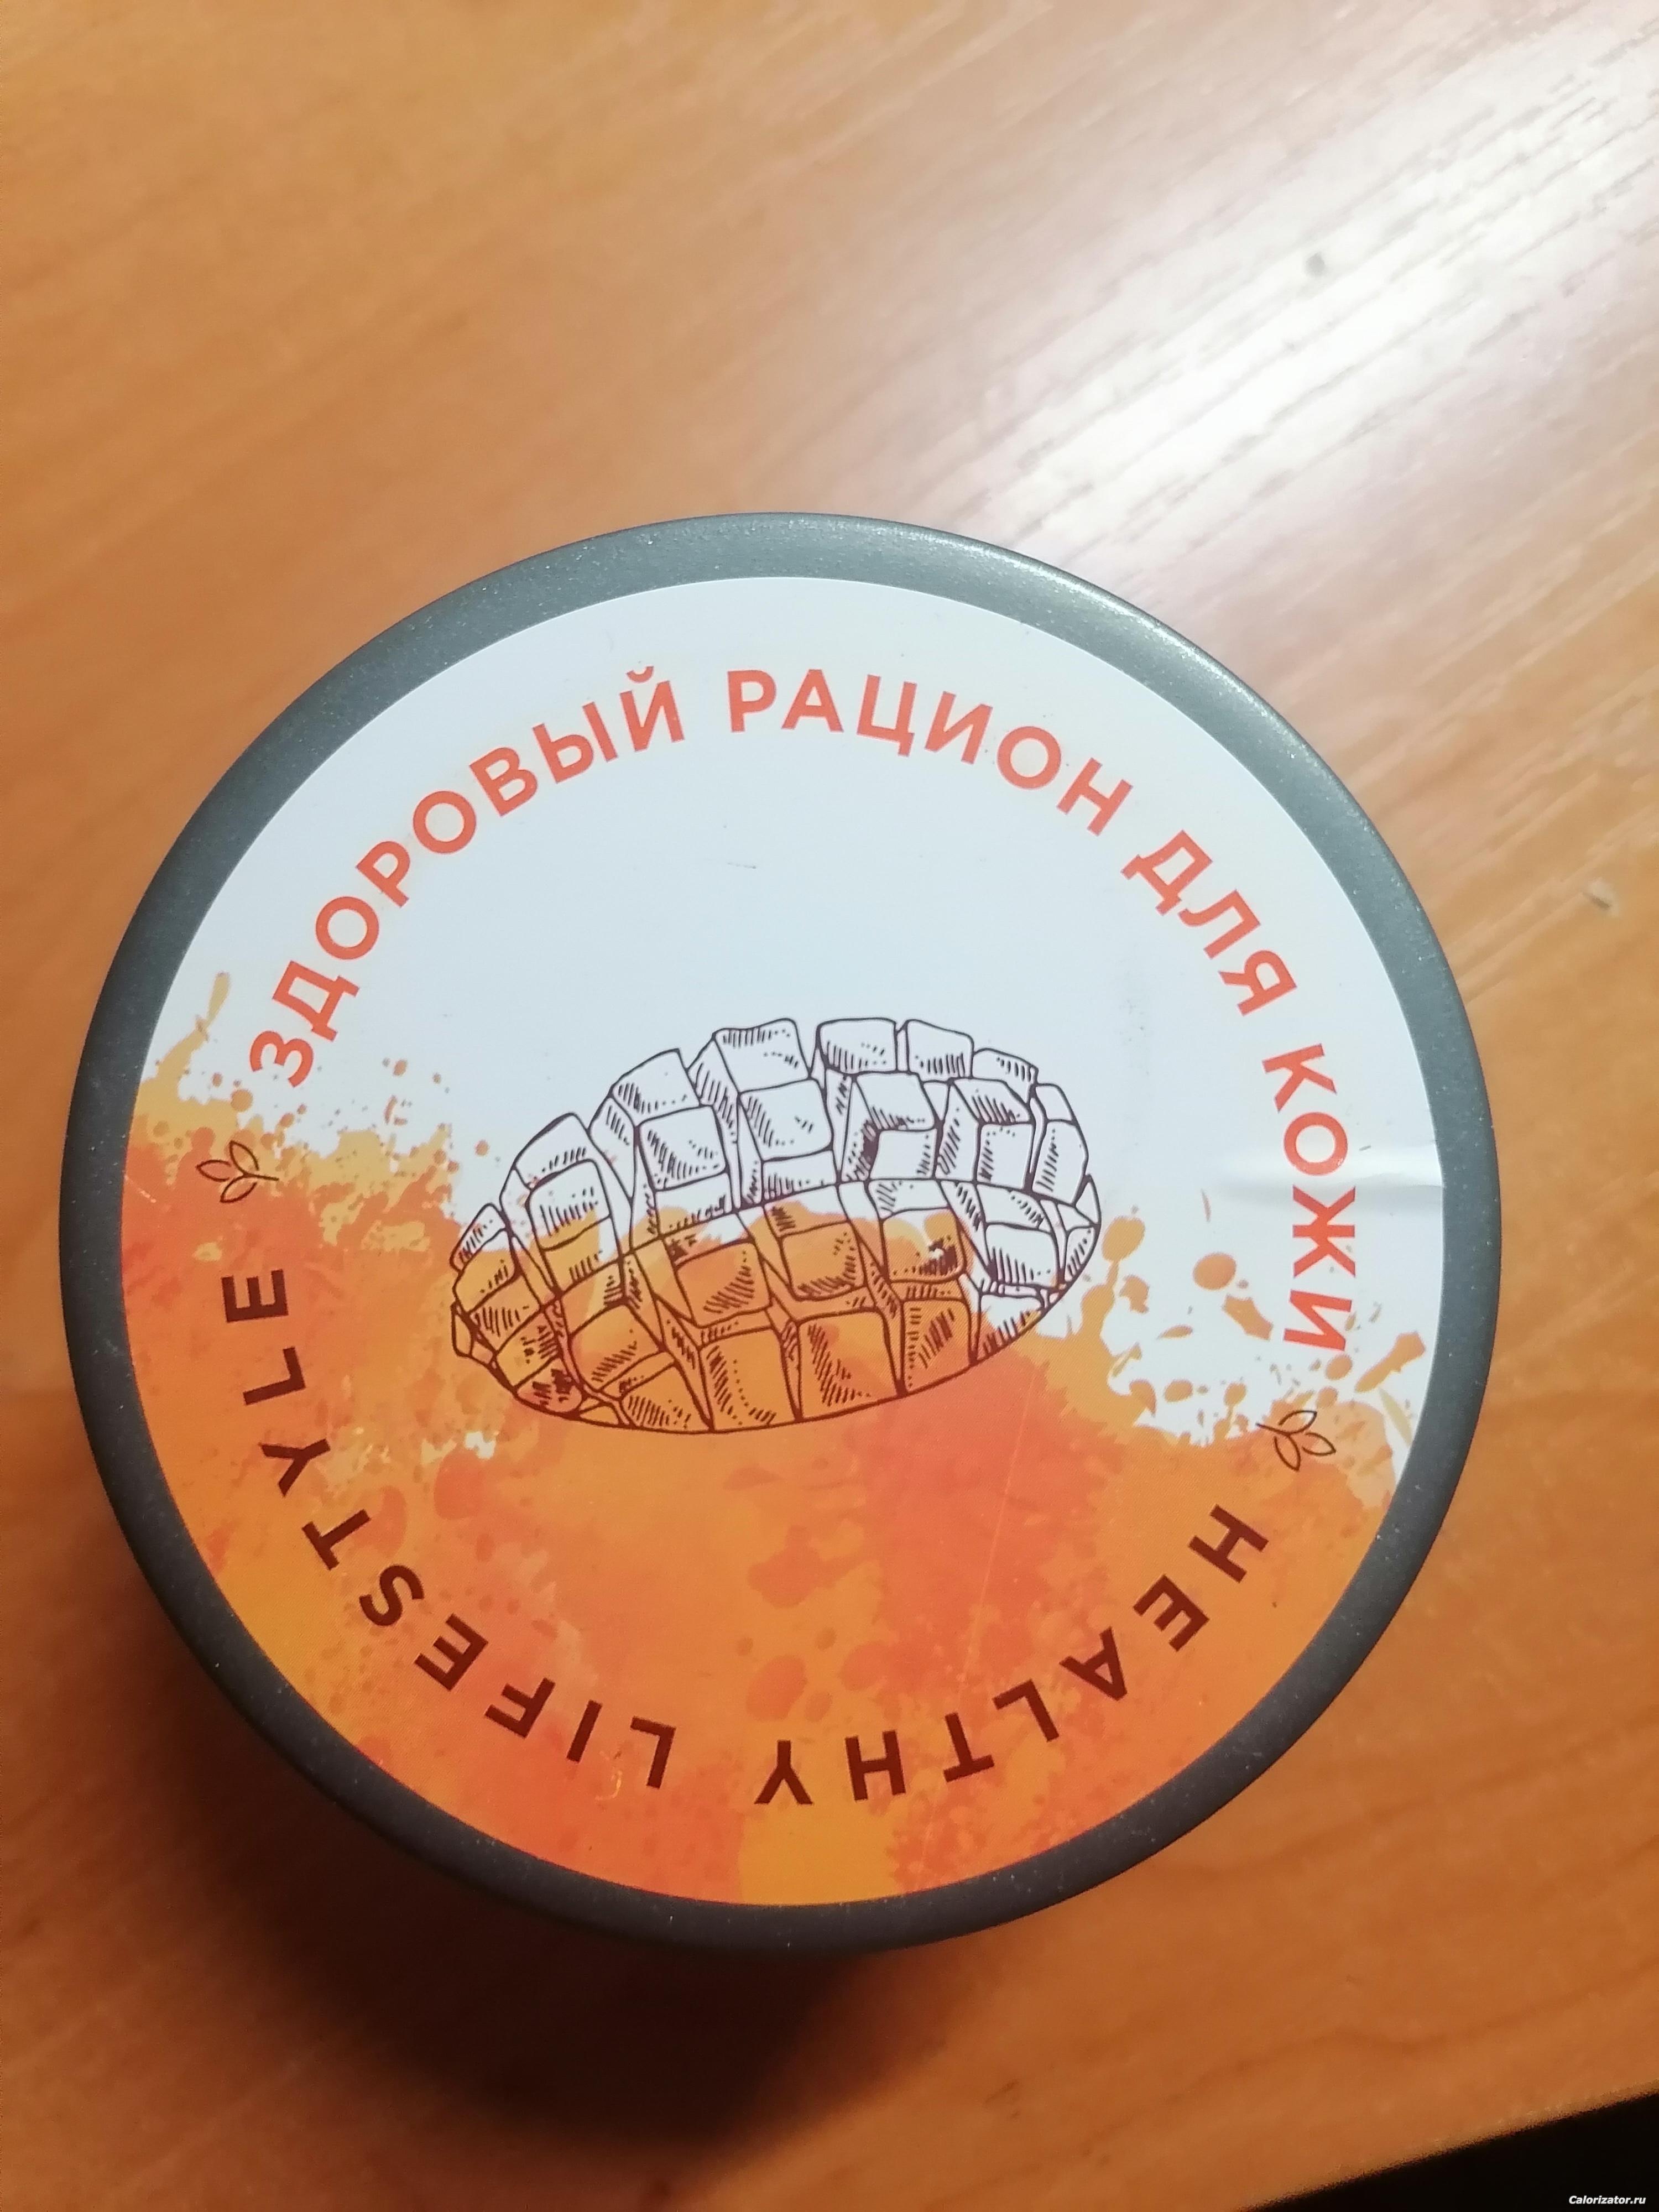 ЗДОРОВЫЙ РАЦИОН ДЛЯ КОЖИ
HEALTHY LIFESTYLE
Calorizator.ru